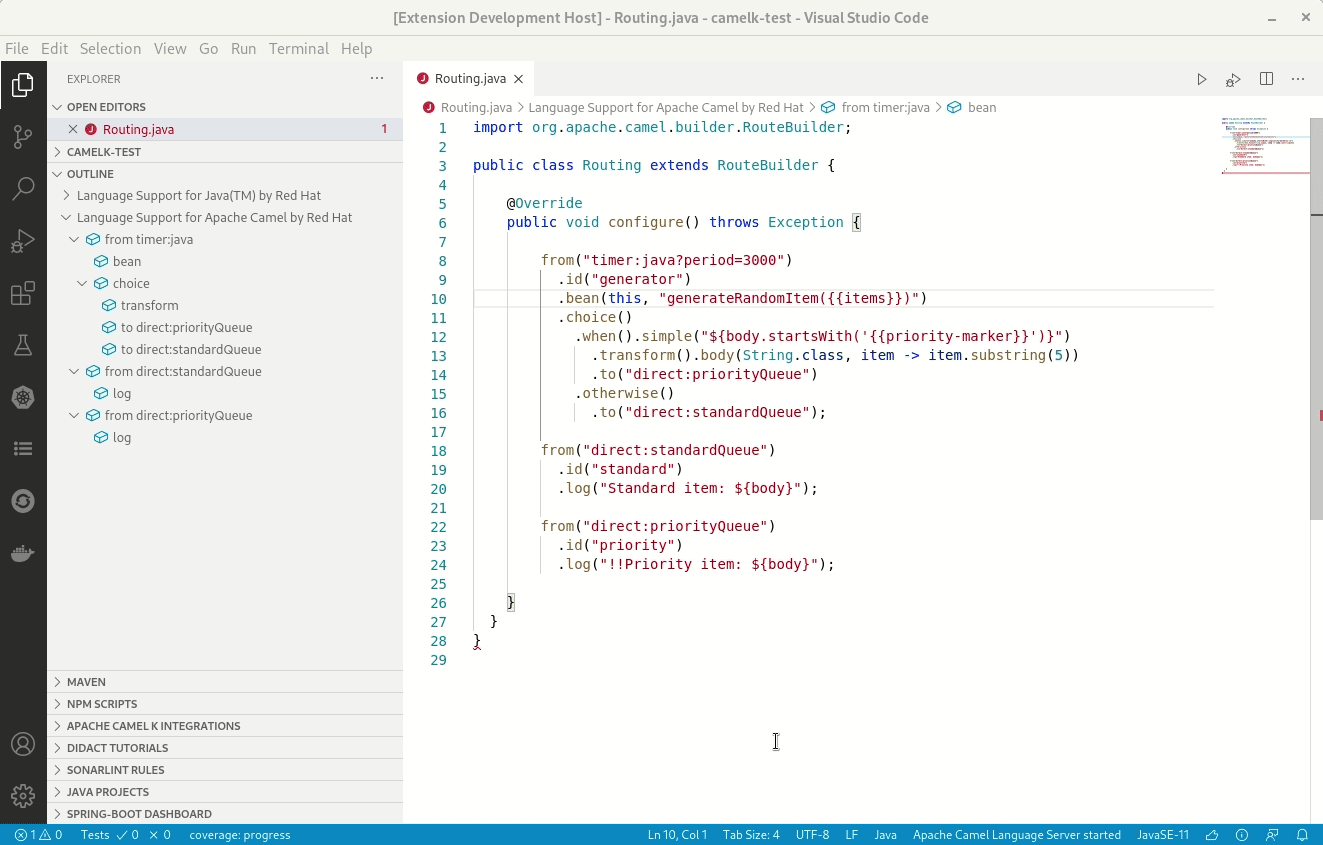 [Extension Development Host] - Routing.java - camelk-test - Visual Studio Code
File Edit Selection View Go Run Terminal Help
EXPLORER
OPEN EDITORS
Routing.java 1
CAMELK-TEST
OUTLINE
Language Support for Java(TM) by Red Hat
Language Support for Apache Camel by Red Hat
from timer:java
bean
choice
transform
to direct:priorityQueue
to direct:standardQueue
from direct:standardQueue
log
from direct:priorityQueue
log
MAVEN
NPM SCRIPTS
APACHE CAMEL K INTEGRATIONS
DIDACT TUTORIALS
SONARLINT RULES
JAVA PROJECTS
SPRING-BOOT DASHBOARD
Routing.java
Routing.java > Language Support for Apache Camel by Red Hat > from timer:java > bean
1 import org.apache.camel.builder.RouteBuilder;
2
3 public class Routing extends RouteBuilder {
4
5 @Override
6 public void configure() throws Exception {
7
8 from("timer:java?period=3000")
9 .id("generator")
10 .bean(this, "generateRandomItem({{items}})")
11 .choice()
12 .when().simple("${body.startsWith('{{priority-marker}}')}")
13 .transform().body(String.class, item -> item.substring(5))
14 .to("direct:priorityQueue")
15 .otherwise()
16 .to("direct:standardQueue");
17
18 from("direct:standardQueue")
19 .id("standard")
20 .log("Standard item: ${body}");
21
22 from("direct:priorityQueue")
23 .id("priority")
24 .log("!!Priority item: ${body}");
25
26 }
27 }
28 }
29
1 0 Tests 0 0 coverage: progress Ln 10, Col 1 Tab Size: 4 UTF-8 LF Java Apache Camel Language Server started JavaSE-11